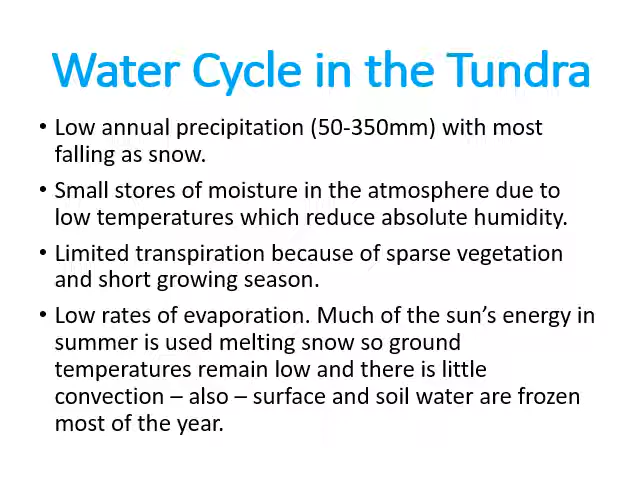 Water Cycle in the Tundra
• Low annual precipitation (50-350mm) with most
falling as snow.
• Small stores of moisture in the atmosphere due to
low temperatures which reduce absolute humidity.
• Limited transpiration because of sparse vegetation
and short growing season.
• Low rates of evaporation. Much of the sun’s energy in
summer is used melting snow so ground
temperatures remain low and there is little
convection – also – surface and soil water are frozen
most of the year.